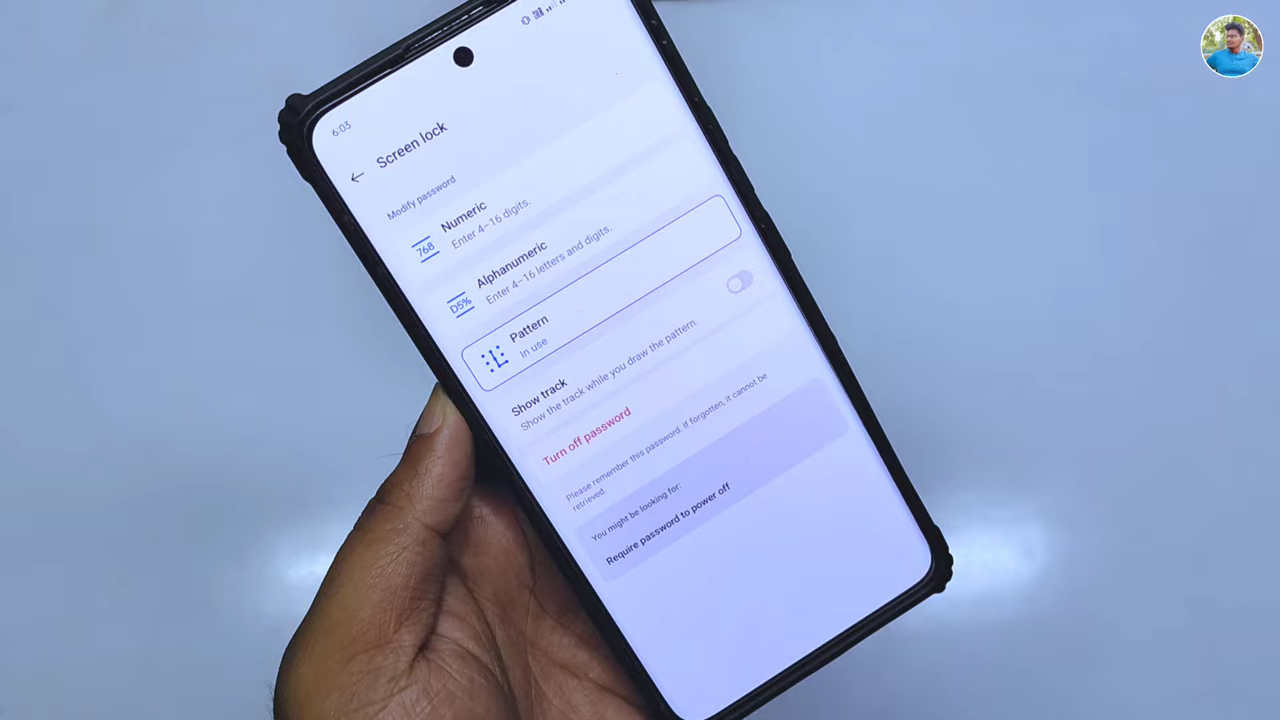 6:03
Screen lock
Modify password
768
Numeric
Enter 4–16 digits.
D5%
Alphanumeric
Enter 4–16 letters and digits.
Pattern
In use
Show track
Show the track while you draw the pattern.
Turn off password
Please remember this password. If forgotten, it cannot be
retrieved.
You might be looking for:
Require password to power off